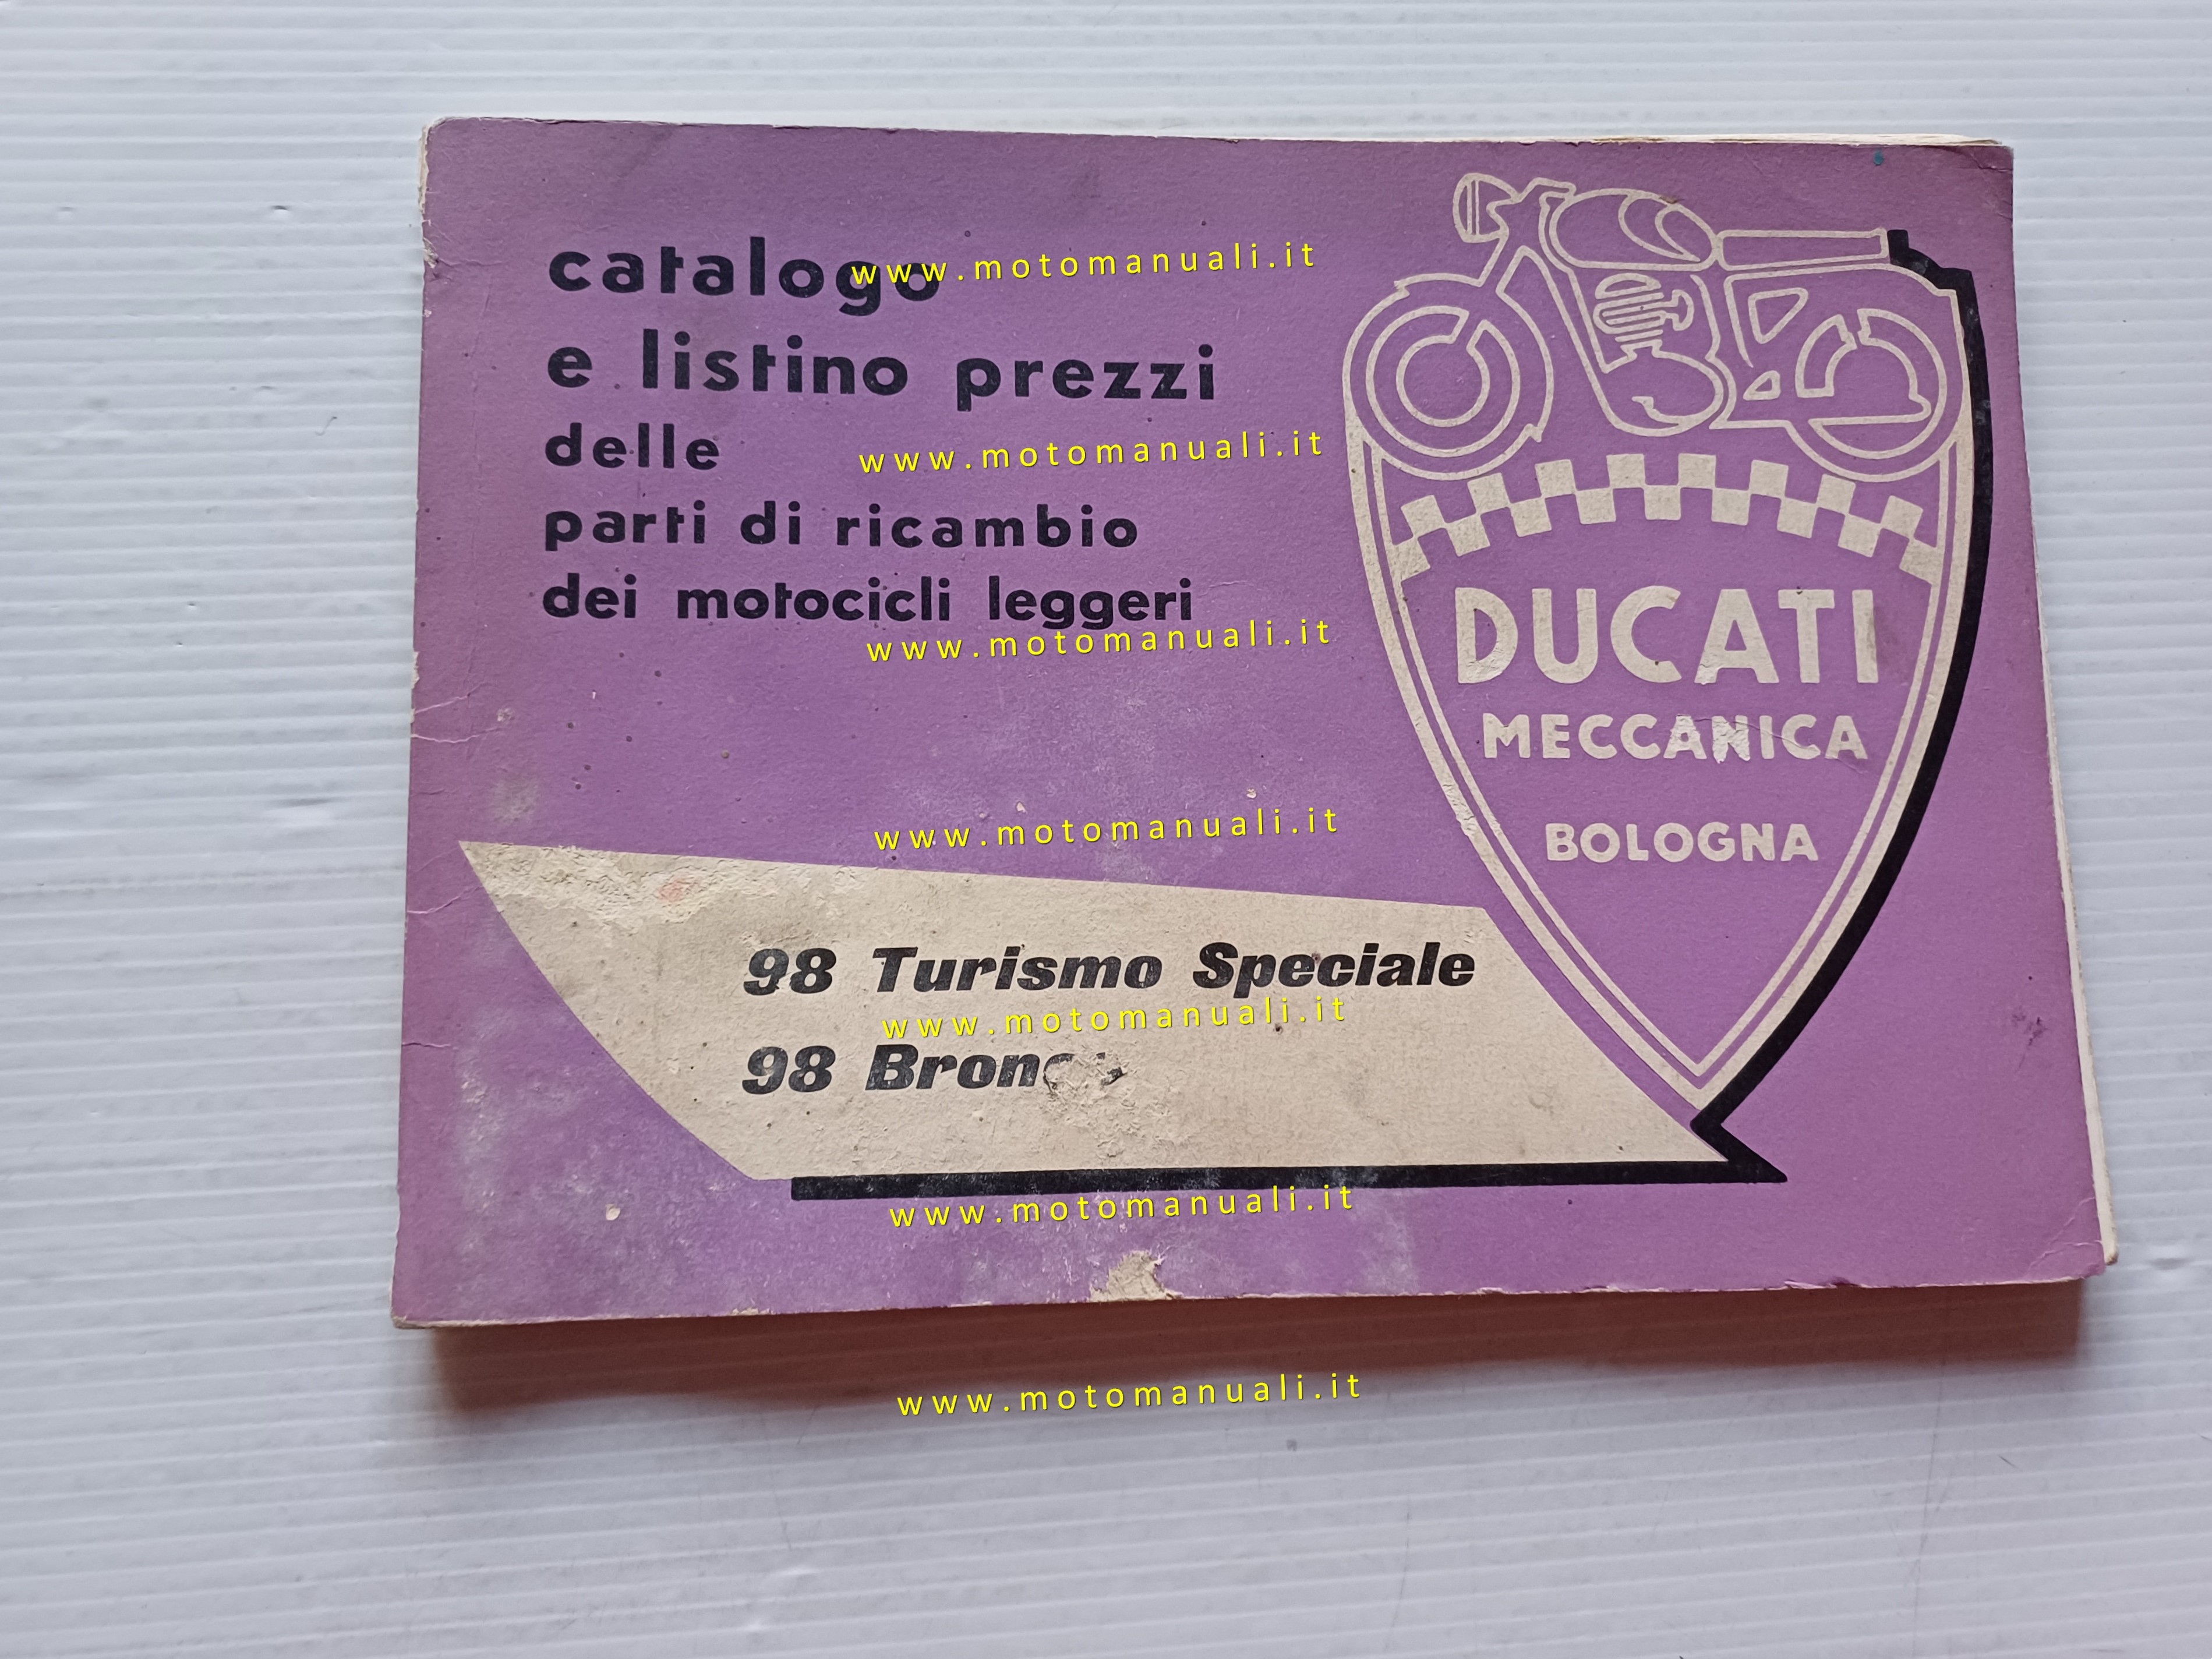 catalogo
e listino prezzi
delle
parti di ricambio
dei motocicli leggeri
DUCATI
MECCANICA
BOLOGNA
98 Turismo Speciale
98
www.motomanuali.it
www.motomanuali.it
www.motomanuali.it
www.motomanuali.it
www.motomanuali.it
www.motomanuali.it
www.motomanuali.it